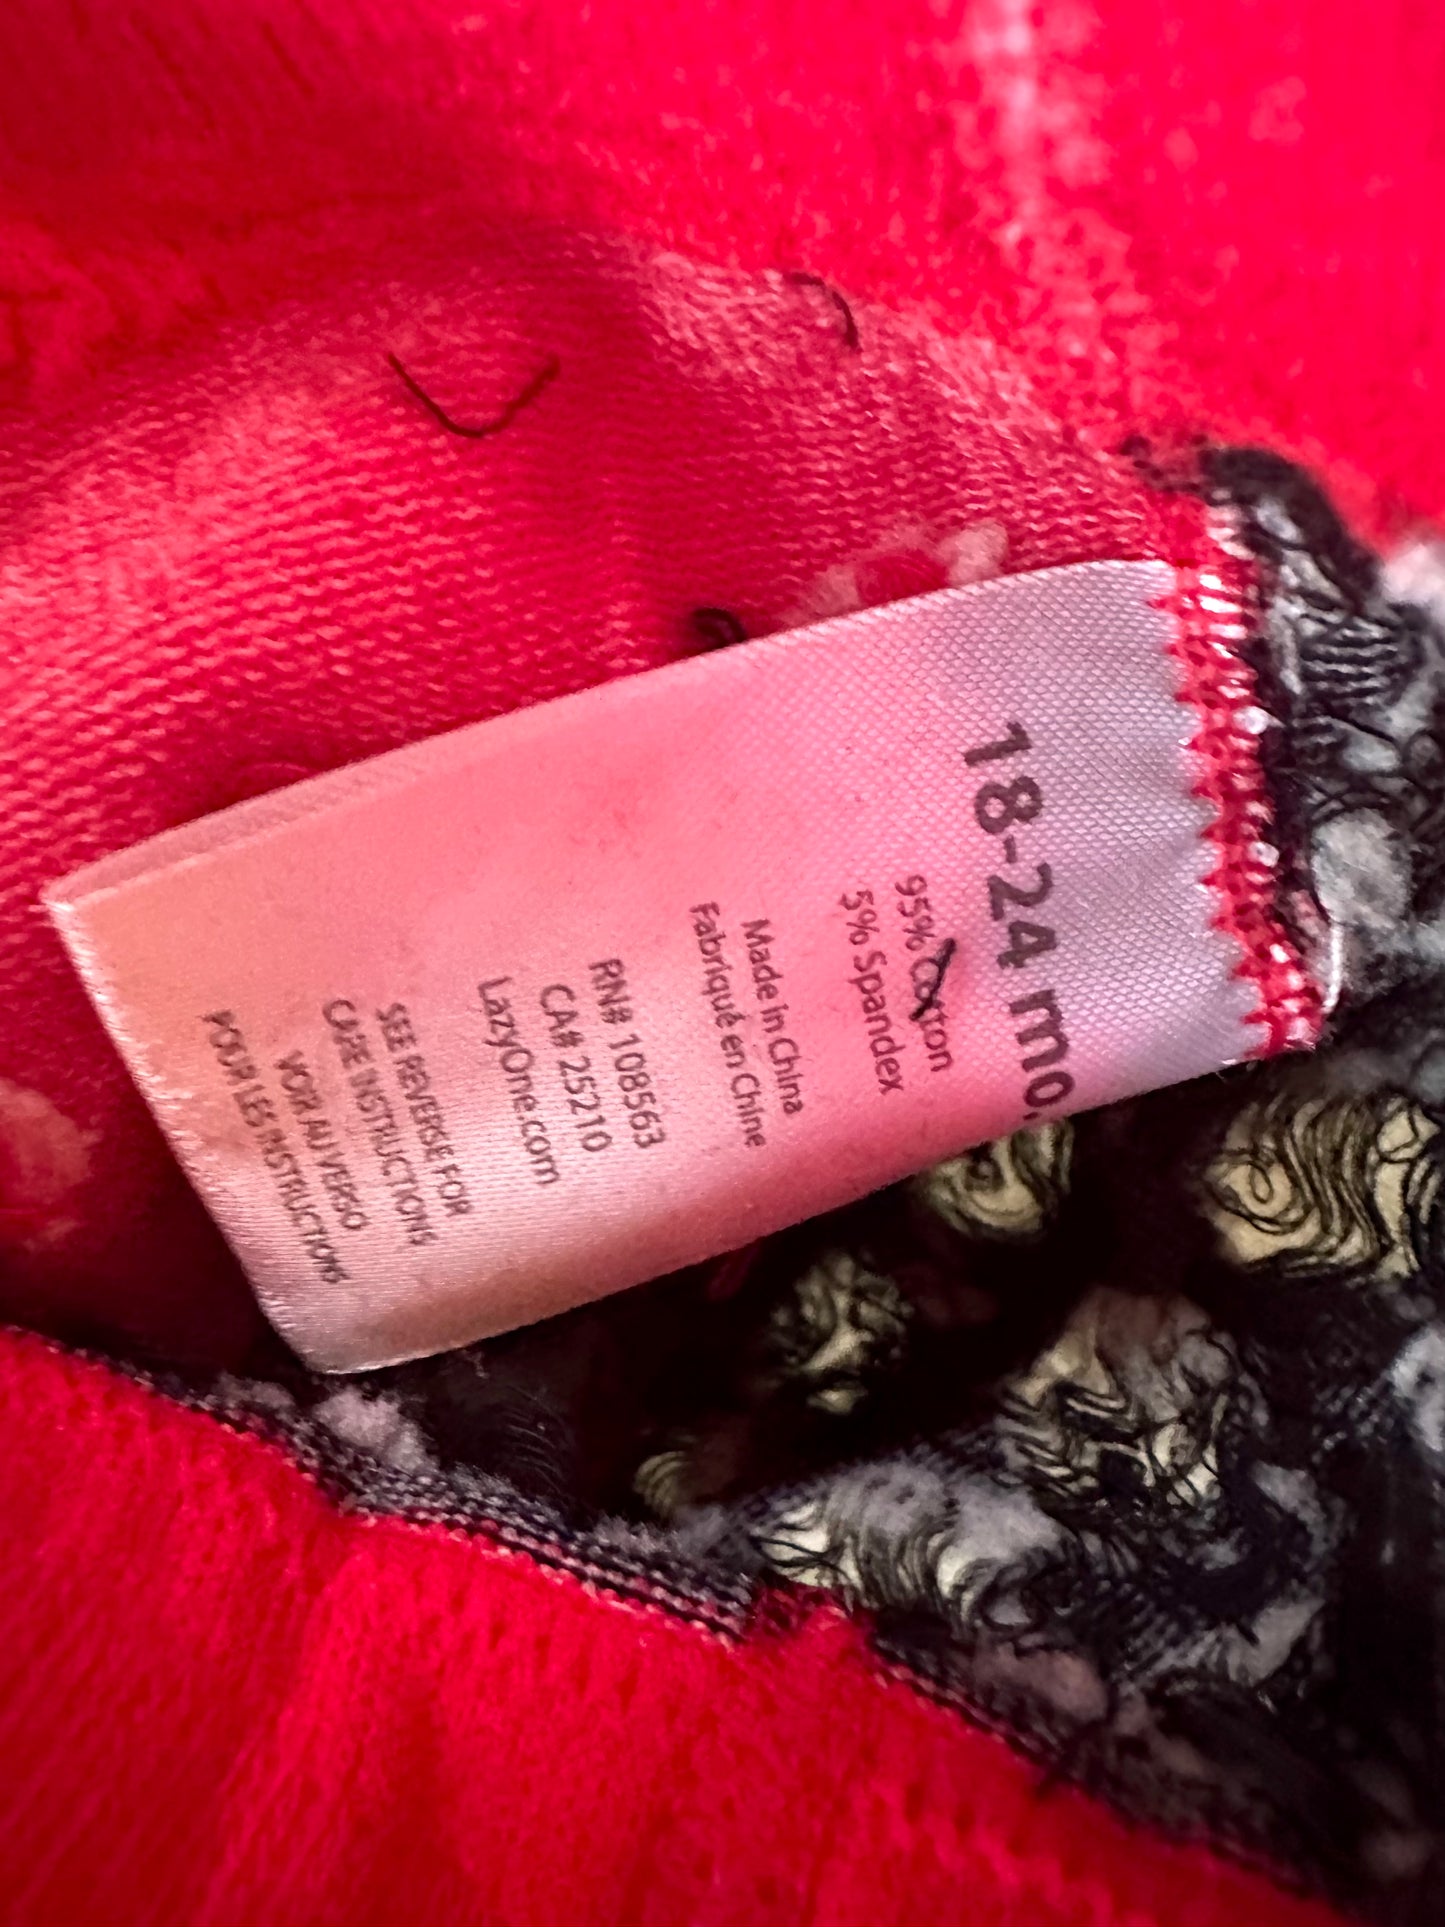 18-24 mo.
95% Cotton
5% Spandex
Made in China
Fabriqué en Chine
RN# 108563
CA# 25210
LazyOne.com
SEE REVERSE FOR
CARE INSTRUCTIONS
VOIR AU VERSO
POUR LES INSTRUCTIONS